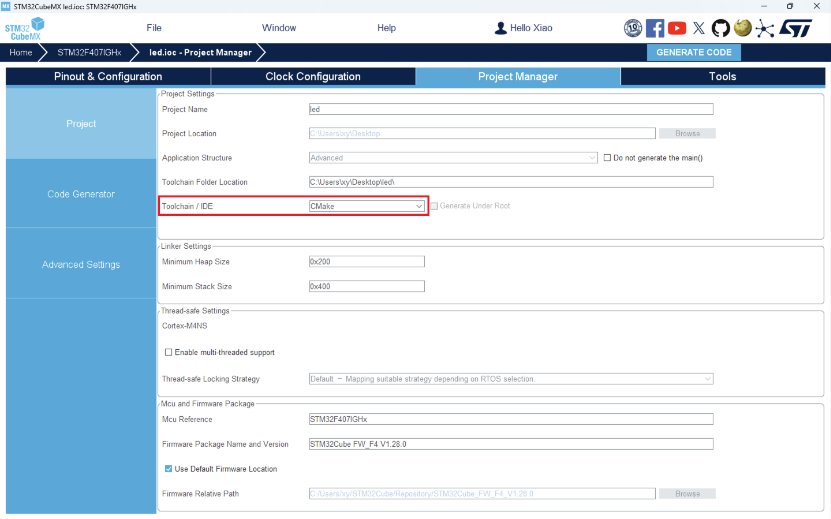 MX STM32CubeMX led.ioc: STM32F407IGHx
STM32 CubeMX File Window Help Hello Xiao 10 ST
Home STM32F407IGHx led.ioc - Project Manager GENERATE CODE
Pinout & Configuration Clock Configuration Project Manager Tools
Project
Code Generator
Advanced Settings
Project Settings
Project Name led
Project Location C:\Users\xy\Desktop Browse
Application Structure Advanced Do not generate the main()
Toolchain Folder Location C:\Users\xy\Desktop\led\
Toolchain / IDE CMake Generate Under Root
Linker Settings
Minimum Heap Size 0x200
Minimum Stack Size 0x400
Thread-safe Settings
Cortex-M4NS
Enable multi-threaded support
Thread-safe Locking Strategy Default - Mapping suitable strategy depending on RTOS selection.
Mcu and Firmware Package
Mcu Reference STM32F407IGHx
Firmware Package Name and Version STM32Cube FW_F4 V1.28.0
Use Default Firmware Location
Firmware Relative Path C:/Users/xy/STM32Cube/Repository/STM32Cube_FW_F4_V1.28.0 Browse